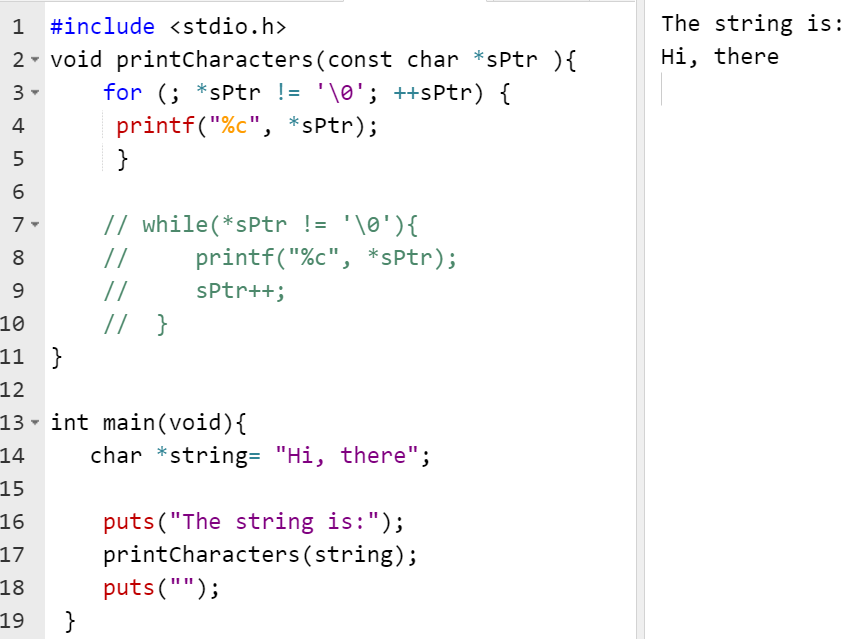 1 #include <stdio.h>
2 void printCharacters(const char *sPtr ){
3 for (; *sPtr != '\0'; ++sPtr) {
4 printf("%c", *sPtr);
5 }
6
7 // while(*sPtr != '\0'){
8 // printf("%c", *sPtr);
9 // sPtr++;
10 // }
11 }
12
13 int main(void){
14 char *string= "Hi, there";
15
16 puts("The string is:");
17 printCharacters(string);
18 puts("");
19 }
The string is:
Hi, there